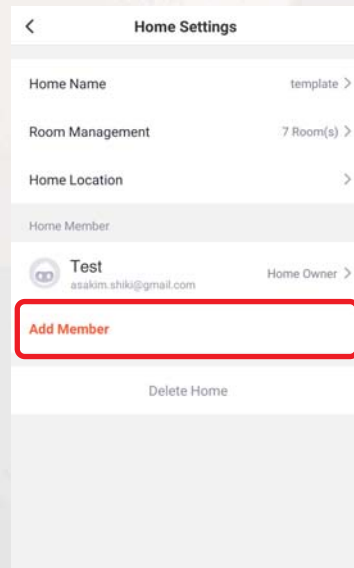 Home Settings
Home Name template
Room Management 7 Room(s)
Home Location
Home Member
Test
asakim.shiki@gmail.com Home Owner
Add Member
Delete Home